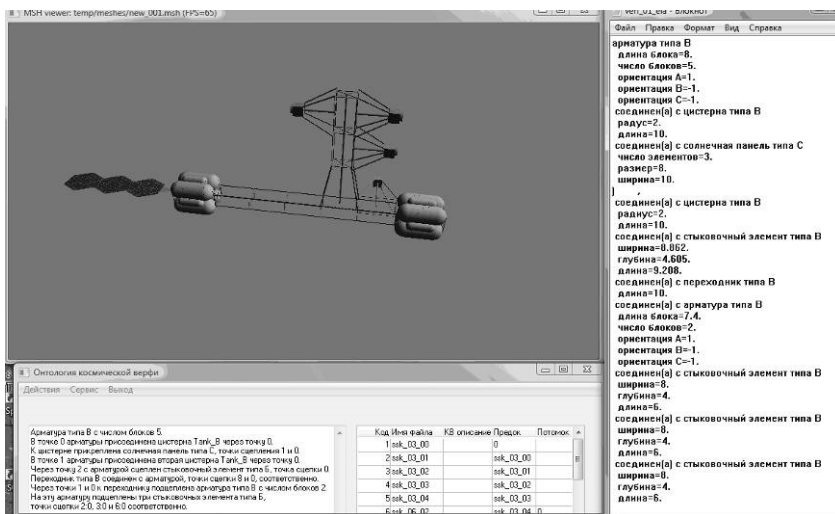 MSH viewer: temp/meshes/new_001.msh (FPS=65)
veri_01_ela - Блокнот
Файл Правка Формат Вид Справка
арматура типа B
длина блока=8.
число блоков=5.
ориентация A=1.
ориентация B=-1.
ориентация C=-1.
соединен(а) с цистерна типа B
радиус=2.
длина=10.
соединен(а) с солнечная панель типа C
число элементов=3.
размер=8.
ширина=10.
) ,
соединен(а) с цистерна типа B
радиус=2.
длина=10.
соединен(а) с стыковочный элемент типа B
ширина=8.862.
глубина=4.605.
длина=9.208.
соединен(а) с переходник типа B
длина=10.
соединен(а) с арматура типа B
длина блока=7.4.
число блоков=2.
ориентация A=1.
ориентация B=-1.
ориентация C=-1.
соединен(а) с стыковочный элемент типа B
ширина=8.
глубина=4.
длина=6.
соединен(а) с стыковочный элемент типа B
ширина=8.
глубина=4.
длина=6.
соединен(а) с стыковочный элемент типа B
ширина=8.
глубина=4.
длина=6.
Онтология космической верфи
Действия Сервис Выход
Арматура типа B с числом блоков 5.
В точке 0 арматуры присоединена цистерна Tank_B через точку 0.
К цистерне прикреплена солнечная панель типа C, точки сцепления 1 и 0.
В точке 1 арматуры присоединена вторая цистерна Tank_B через точку 0.
Через точку 2 с арматурой сцеплен стыковочный элемент типа Б, точка сцепки 0.
Переходник типа B соединен с арматурой, точки сцепки 8 и 0, соответственно.
Через точки 1 и 0 к переходнику подцеплена арматура типа B с числом блоков 2.
На эту арматуру подцеплены три стыковочных элемента типа Б,
точки сцепки 2:0, 3:0 и 6:0 соответственно.
Код Имя файла КВ описание Предок Потомок
1 ssk_03_00 0
2 ssk_03_01 ssk_03_00
3 ssk_03_02 ssk_03_01
4 ssk_03_03 ssk_03_02
5 ssk_03_04 ssk_03_03
6 ssk_06_02 ssk_03_04 0